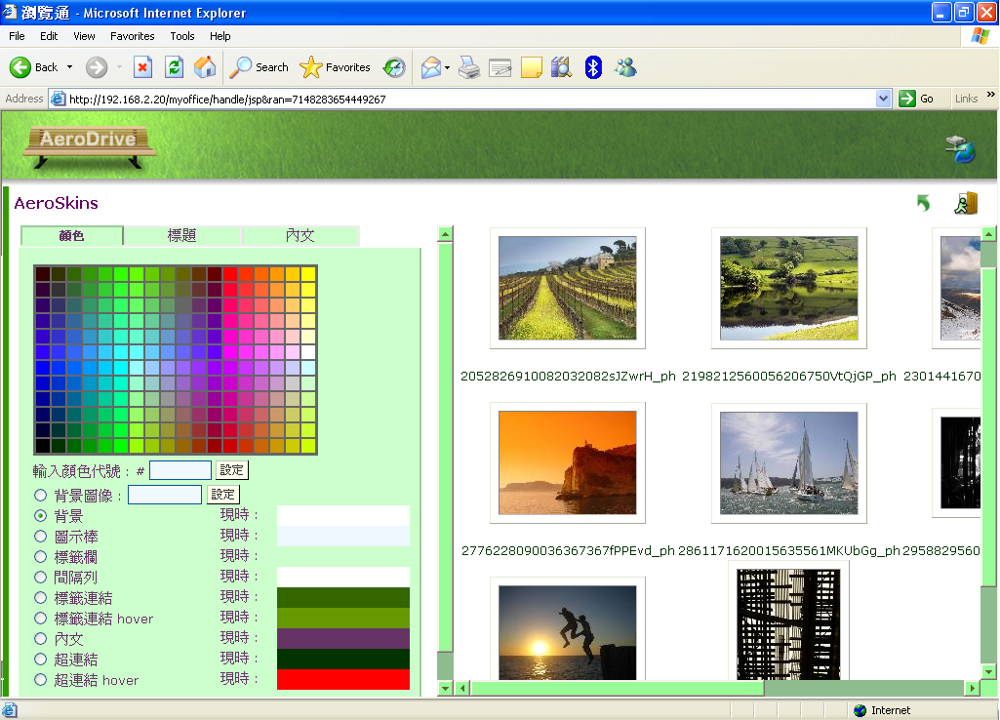 瀏覽通 - Microsoft Internet Explorer
File Edit View Favorites Tools Help
Back Search Favorites
Address http://192.168.2.20/myoffice/handle/jsp&ran=7148283654449267 Go Links »
AeroDrive
AeroSkins
顏色 標題 內文
輸入顏色代號 : # 設定
背景圖像 : 設定
背景 現時 :
圖示棒 現時 :
標籤欄 現時 :
間隔列 現時 :
標籤連結 現時 :
標籤連結 hover 現時 :
內文 現時 :
超連結 現時 :
超連結 hover 現時 :
2052826910082032082sJZwrH_ph 2198212560056206750VtQjGP_ph 2301441670
2776228090036367367fPPEvd_ph 2861171620015635561MKUbGg_ph 2958829560
Internet